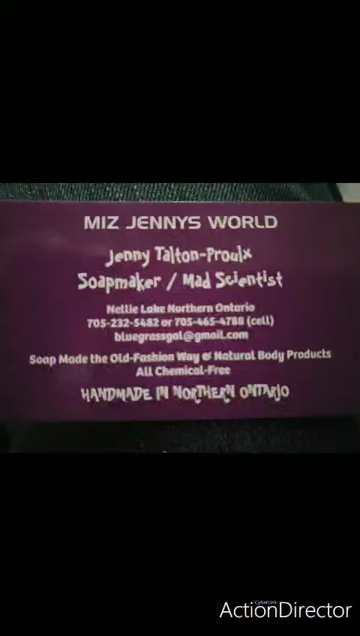 MIZ JENNYS WORLD
Jenny Talton-Proulx
Soapmaker / Mad Scientist
Nellie Lake Northern Ontario
705-232-5482 or 705-465-4788 (cell)
bluegrassgal@gmail.com
Soap Made the Old-Fashion Way & Natural Body Products
All Chemical-Free
HANDMADE IN NORTHERN ONTARIO
CyberLink
ActionDirector